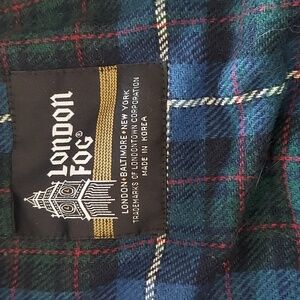 LONDON
FOG®
LONDON•BALTIMORE•NEW YORK
TRADEMARKS OF LONDONTOWN CORPORATION
MADE IN KOREA